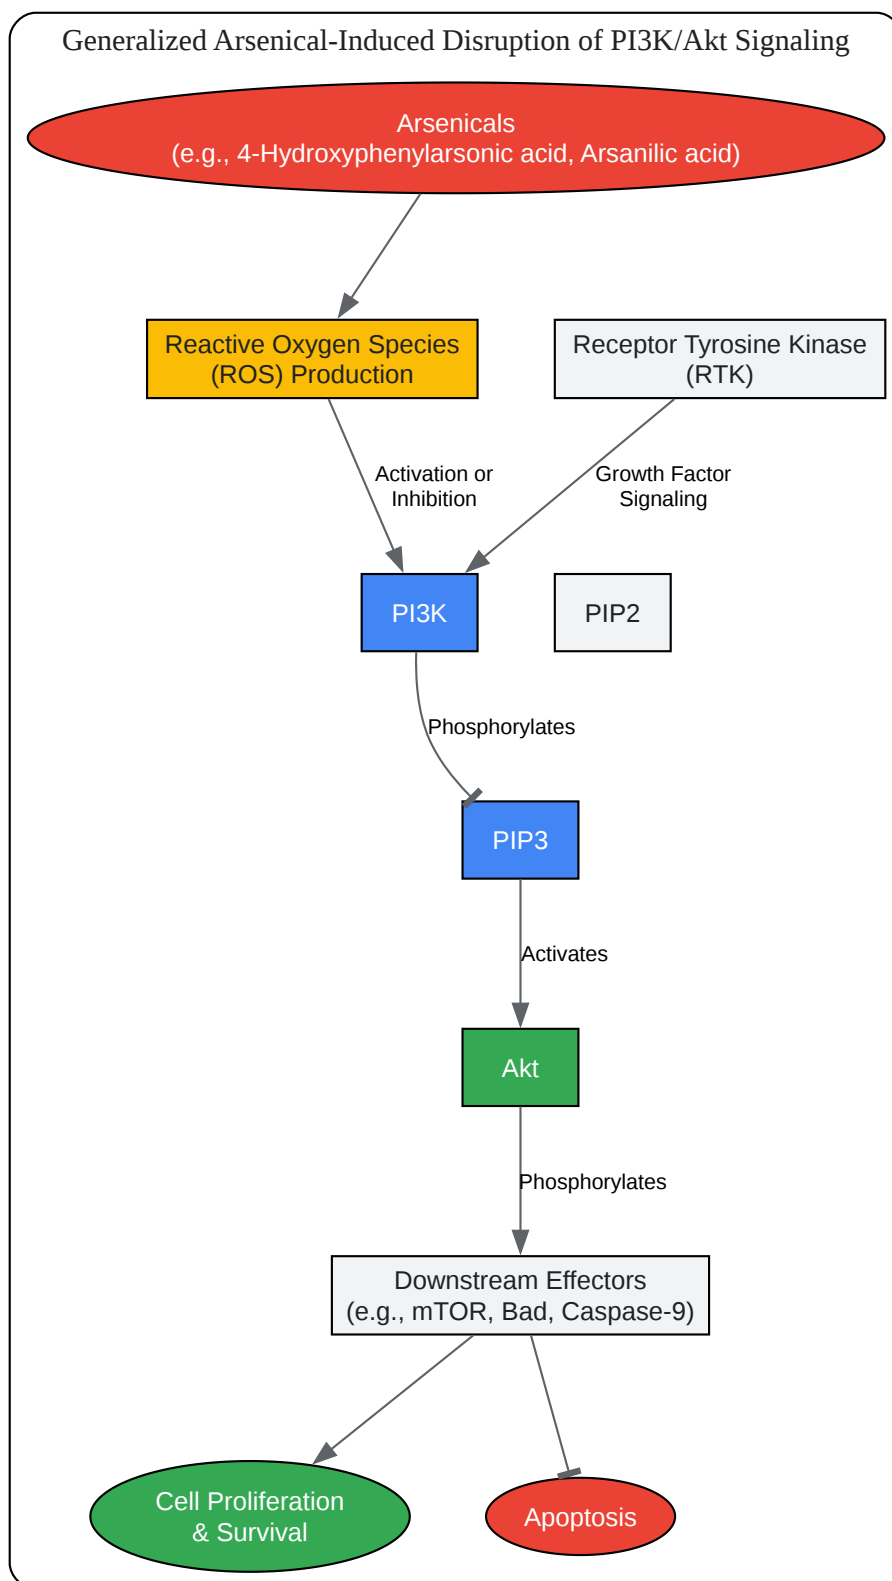 Generalized Arsenical-Induced Disruption of PI3K/Akt Signaling
Arsenicals
(e.g., 4-Hydroxyphenylarsonic acid, Arsanilic acid)
Reactive Oxygen Species
(ROS) Production
Receptor Tyrosine Kinase
(RTK)
Activation or
Inhibition
Growth Factor
Signaling
PI3K
PIP2
Phosphorylates
PIP3
Activates
Akt
Phosphorylates
Downstream Effectors
(e.g., mTOR, Bad, Caspase-9)
Cell Proliferation
& Survival
Apoptosis